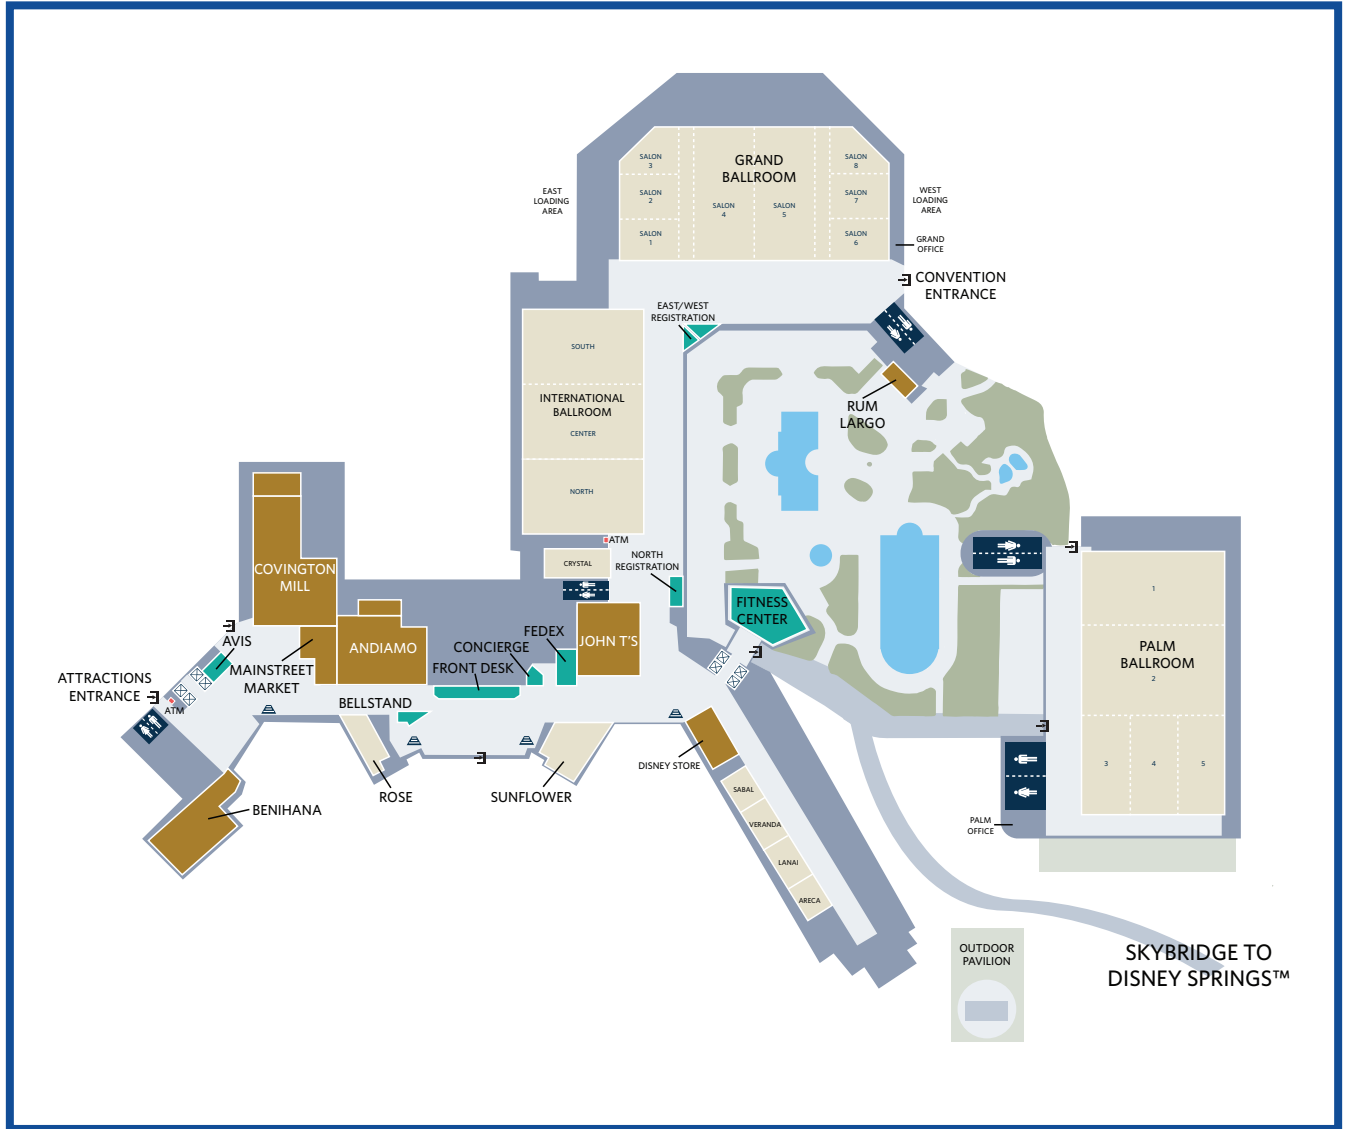 SALON
3
GRAND
BALLROOM
SALON
8
EAST
LOADING
AREA
SALON
2
SALON
4
SALON
5
SALON
7
WEST
LOADING
AREA
SALON
1
SALON
6
GRAND
OFFICE
CONVENTION
ENTRANCE
EAST/WEST
REGISTRATION
SOUTH
INTERNATIONAL
BALLROOM
CENTER
NORTH
RUM
LARGO
ATM
CRYSTAL
NORTH
REGISTRATION
COVINGTON
MILL
FITNESS
CENTER
1
PALM
BALLROOM
2
3
4
5
AVIS
MAINSTREET
MARKET
ANDIAMO
CONCIERGE
FEDEX
FRONT DESK
JOHN T'S
ATTRACTIONS
ENTRANCE
ATM
BELLSTAND
DISNEY STORE
ROSE
SUNFLOWER
BENIHANA
SABAL
VERANDA
LANAI
ARECA
PALM
OFFICE
OUTDOOR
PAVILION
SKYBRIDGE TO
DISNEY SPRINGS™